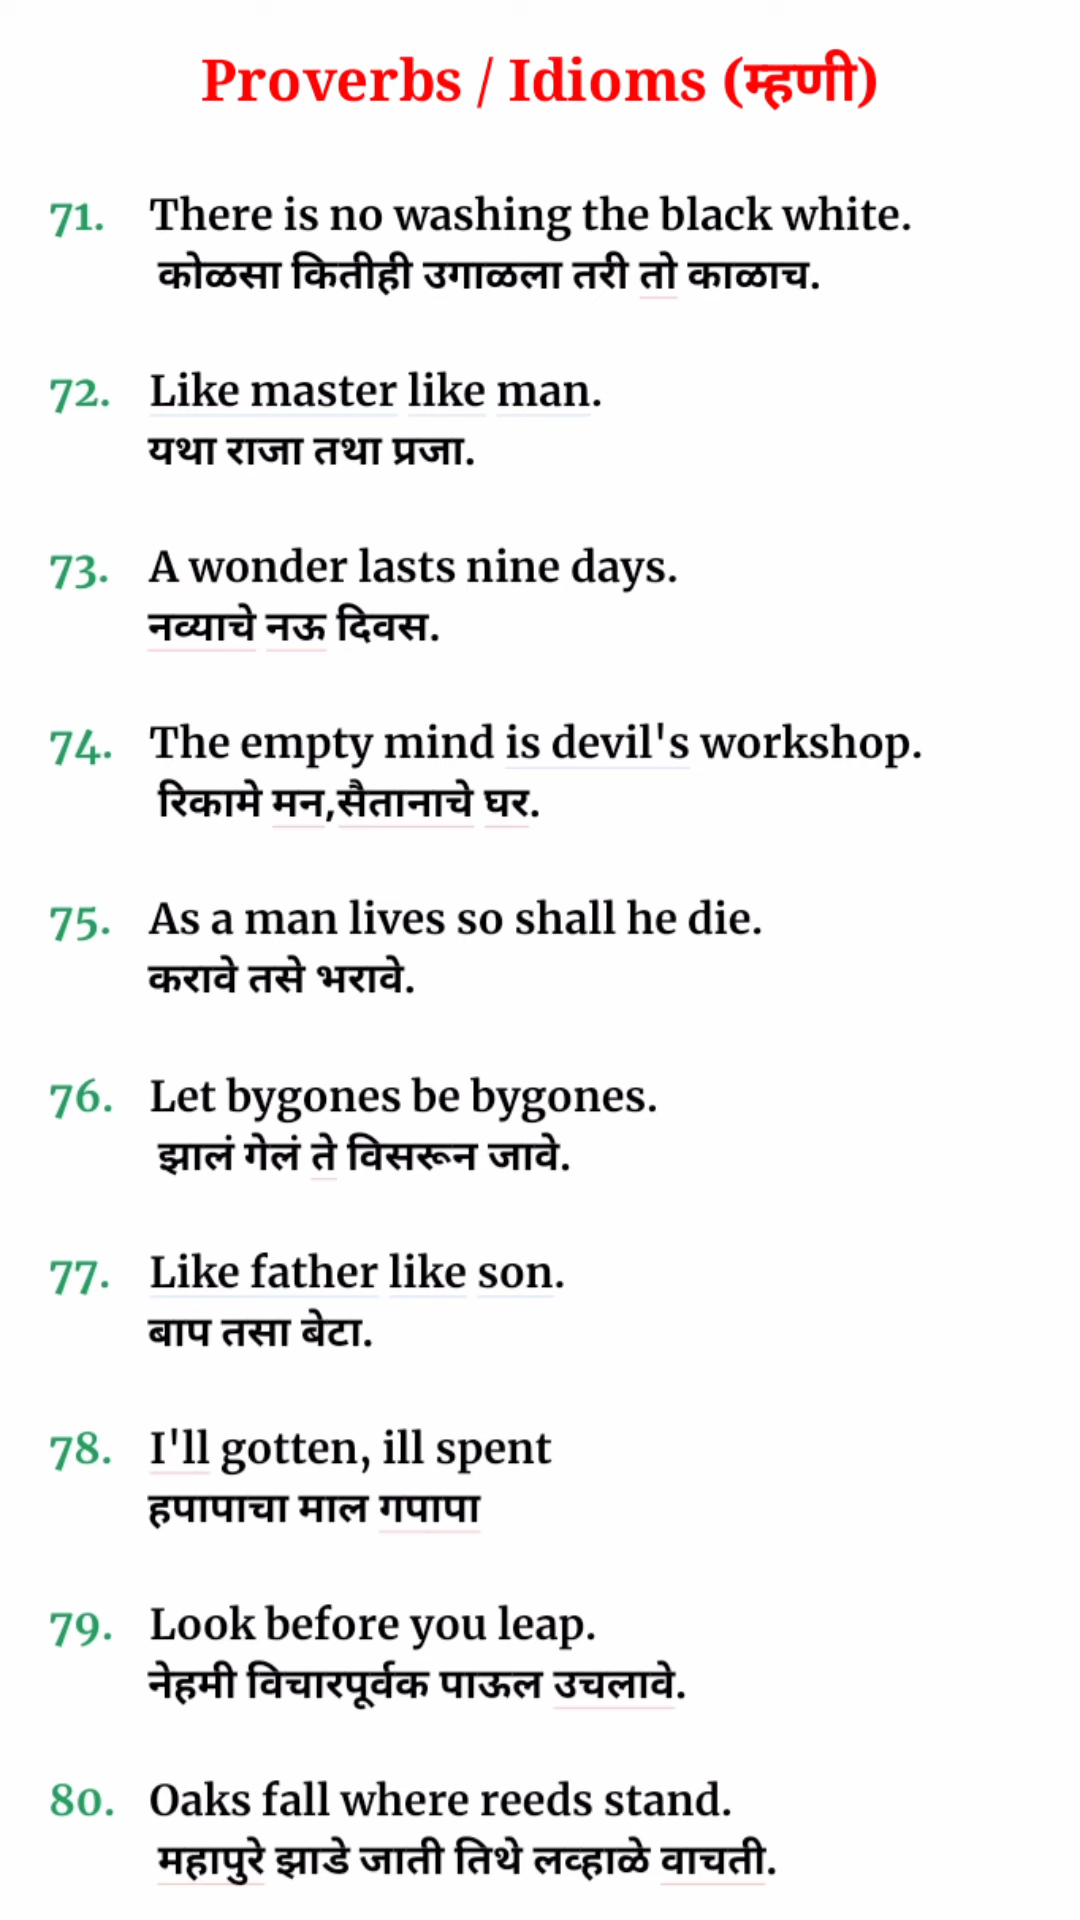 Proverbs / Idioms (म्हणी)
71. There is no washing the black white.
कोळसा कितीही उगाळला तरी तो काळाच.
72. Like master like man.
यथा राजा तथा प्रजा.
73. A wonder lasts nine days.
नव्याचे नऊ दिवस.
74. The empty mind is devil's workshop.
रिकामे मन,सैतानाचे घर.
75. As a man lives so shall he die.
करावे तसे भरावे.
76. Let bygones be bygones.
झालं गेलं ते विसरून जावे.
77. Like father like son.
बाप तसा बेटा.
78. I'll gotten, ill spent
हपापाचा माल गपापा
79. Look before you leap.
नेहमी विचारपूर्वक पाऊल उचलावे.
80. Oaks fall where reeds stand.
महापुरे झाडे जाती तिथे लव्हाळे वाचती.